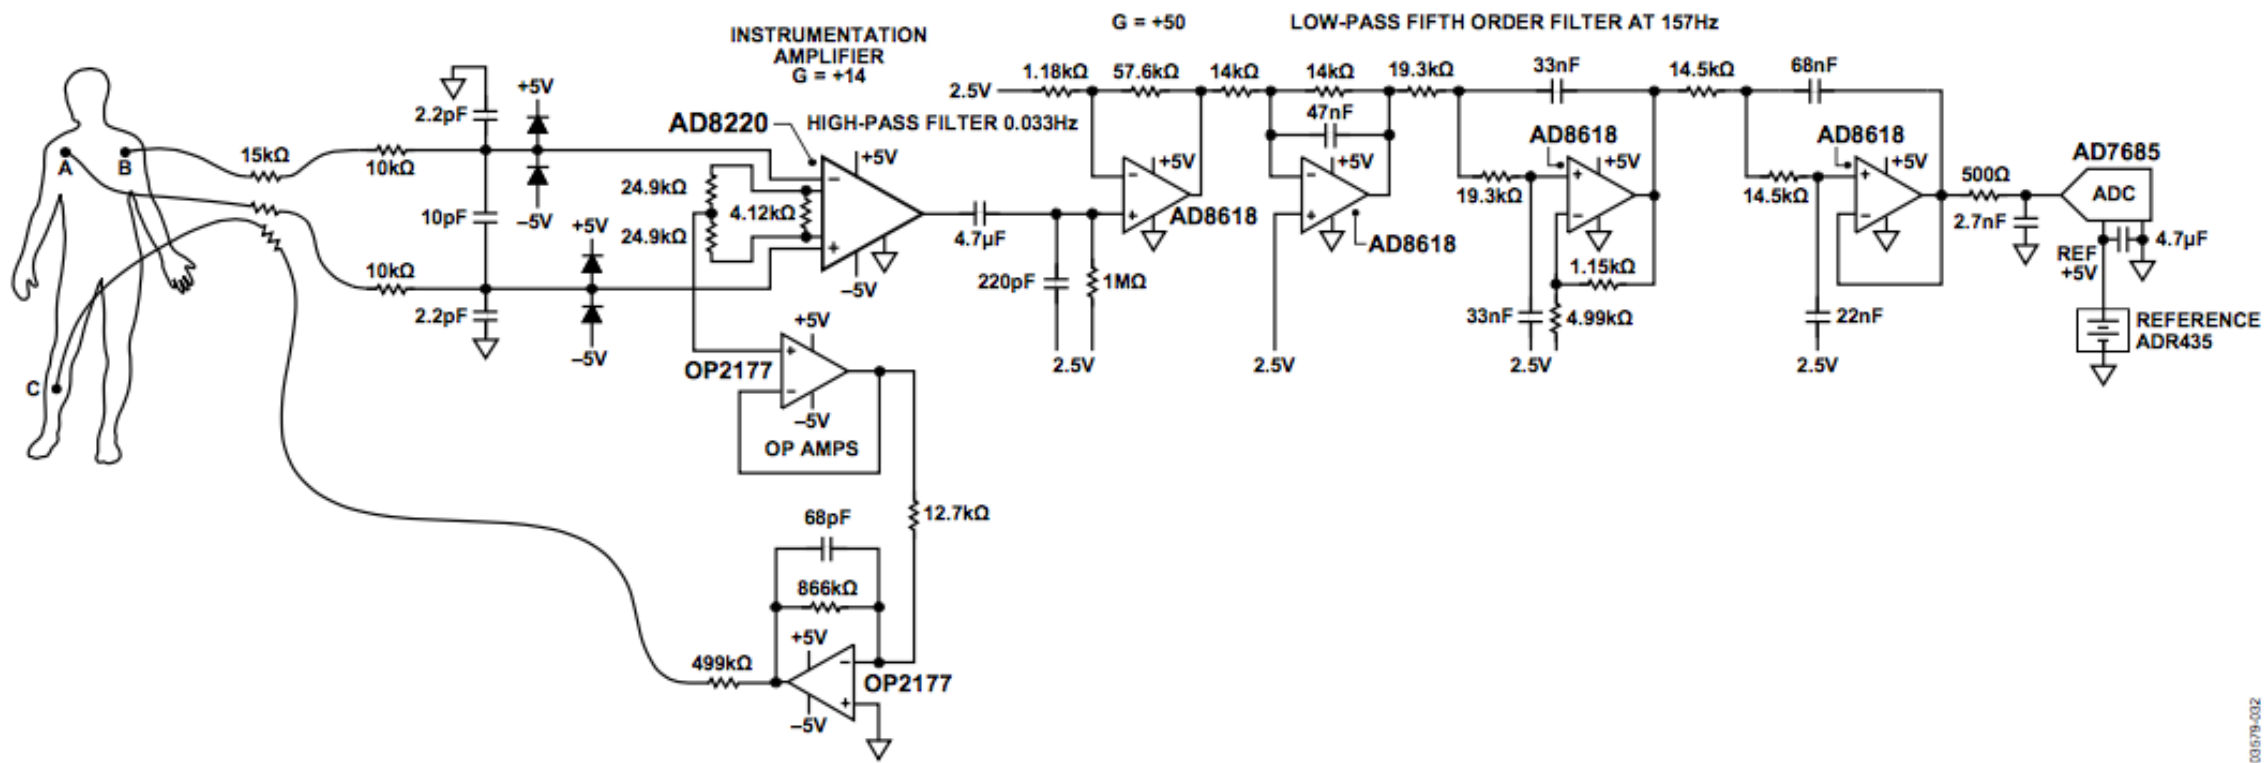 G = +50
LOW-PASS FIFTH ORDER FILTER AT 157Hz
INSTRUMENTATION
AMPLIFIER
G = +14
1.18kΩ
57.6kΩ
14kΩ
14kΩ
19.3kΩ
33nF
14.5kΩ
68nF
2.5V
+5V
2.2pF
AD8220
HIGH-PASS FILTER 0.033Hz
47nF
A
B
15kΩ
10kΩ
+5V
+5V
+5V
AD8618
+5V
AD8618
+5V
AD7685
ADC
–5V
24.9kΩ
4.12kΩ
24.9kΩ
10pF
+5V
19.3kΩ
14.5kΩ
500Ω
2.7nF
AD8618
AD8618
4.7µF
10kΩ
–5V
220pF
1MΩ
1.15kΩ
REF
+5V
4.7µF
2.2pF
–5V
+5V
33nF
4.99kΩ
22nF
REFERENCE
ADR435
OP2177
2.5V
2.5V
2.5V
2.5V
C
–5V
OP AMPS
12.7kΩ
68pF
866kΩ
+5V
499kΩ
OP2177
–5V
03579-032